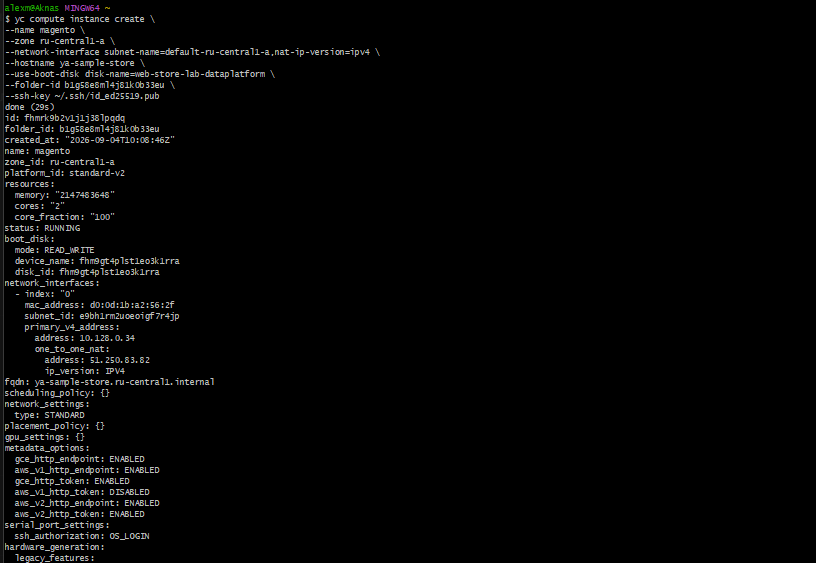 alexm@Aknas MINGW64 ~
$ yc compute instance create \
--name magento \
--zone ru-central1-a \
--network-interface subnet-name=default-ru-central1-a,nat-ip-version=ipv4 \
--hostname ya-sample-store \
--use-boot-disk disk-name=web-store-lab-dataplatform \
--folder-id b1g58e8ml4j81k0b33eu \
--ssh-key ~/.ssh/id_ed25519.pub
done (29s)
id: fhmrk9b2v1j1j38lpqdq
folder_id: b1g58e8ml4j81k0b33eu
created_at: "2026-09-04T10:08:46Z"
name: magento
zone_id: ru-central1-a
platform_id: standard-v2
resources:
  memory: "2147483648"
  cores: "2"
  core_fraction: "100"
status: RUNNING
boot_disk:
  mode: READ_WRITE
  device_name: fhm9gt4plst1eo3k1rra
  disk_id: fhm9gt4plst1eo3k1rra
network_interfaces:
  - index: "0"
    mac_address: d0:0d:1b:a2:56:2f
    subnet_id: e9bh1rm2uoeoigf7r4jp
    primary_v4_address:
      address: 10.128.0.34
      one_to_one_nat:
        address: 51.250.83.82
        ip_version: IPV4
fqdn: ya-sample-store.ru-central1.internal
scheduling_policy: {}
network_settings:
  type: STANDARD
placement_policy: {}
gpu_settings: {}
metadata_options:
  gce_http_endpoint: ENABLED
  aws_v1_http_endpoint: ENABLED
  gce_http_token: ENABLED
  aws_v1_http_token: DISABLED
  aws_v2_http_endpoint: ENABLED
  aws_v2_http_token: ENABLED
serial_port_settings:
  ssh_authorization: OS_LOGIN
hardware_generation:
  legacy_features: